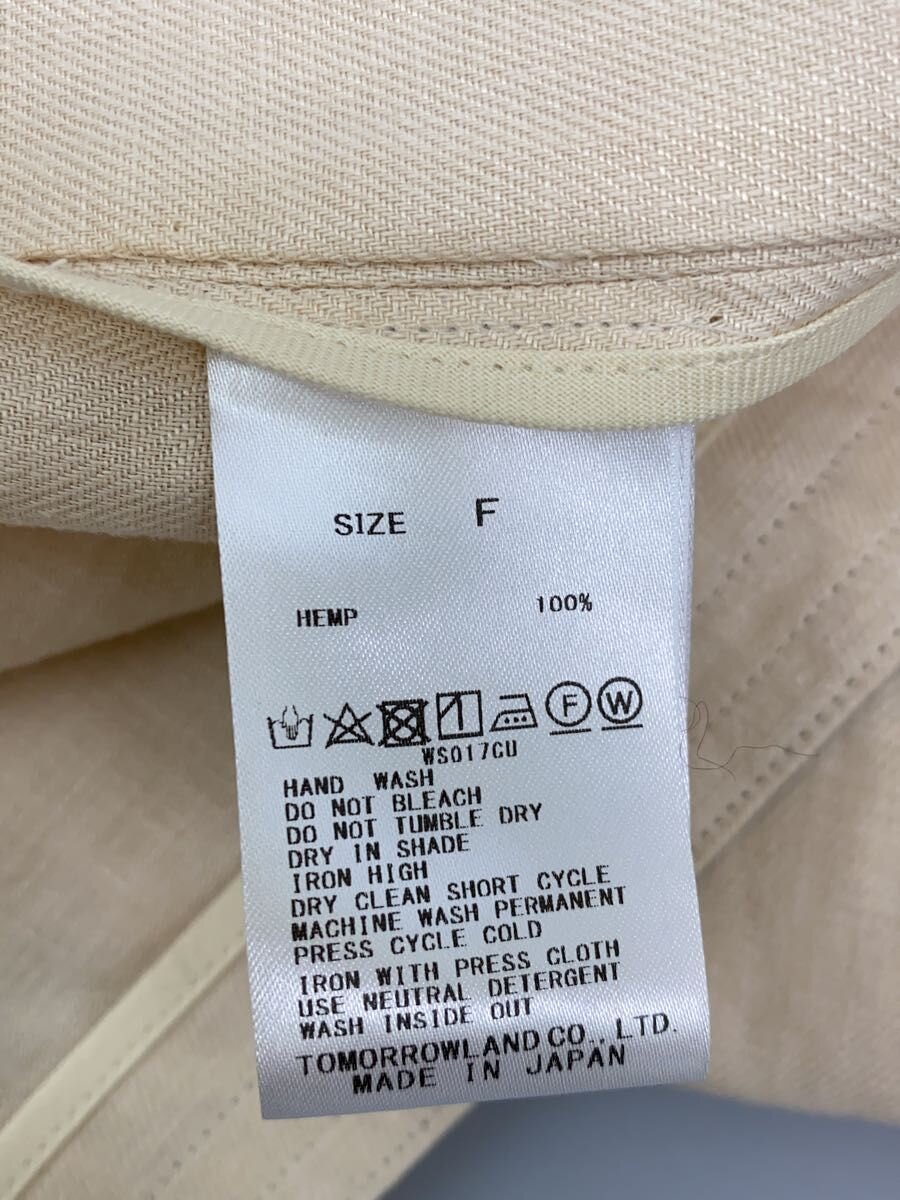 SIZE F
HEMP 100%
F W
WS017CU
HAND WASH
DO NOT BLEACH
DO NOT TUMBLE DRY
DRY IN SHADE
IRON HIGH
DRY CLEAN SHORT CYCLE
MACHINE WASH PERMANENT
PRESS CYCLE COLD
IRON WITH PRESS CLOTH
USE NEUTRAL DETERGENT
WASH INSIDE OUT
TOMORROWLAND CO., LTD.
MADE IN JAPAN